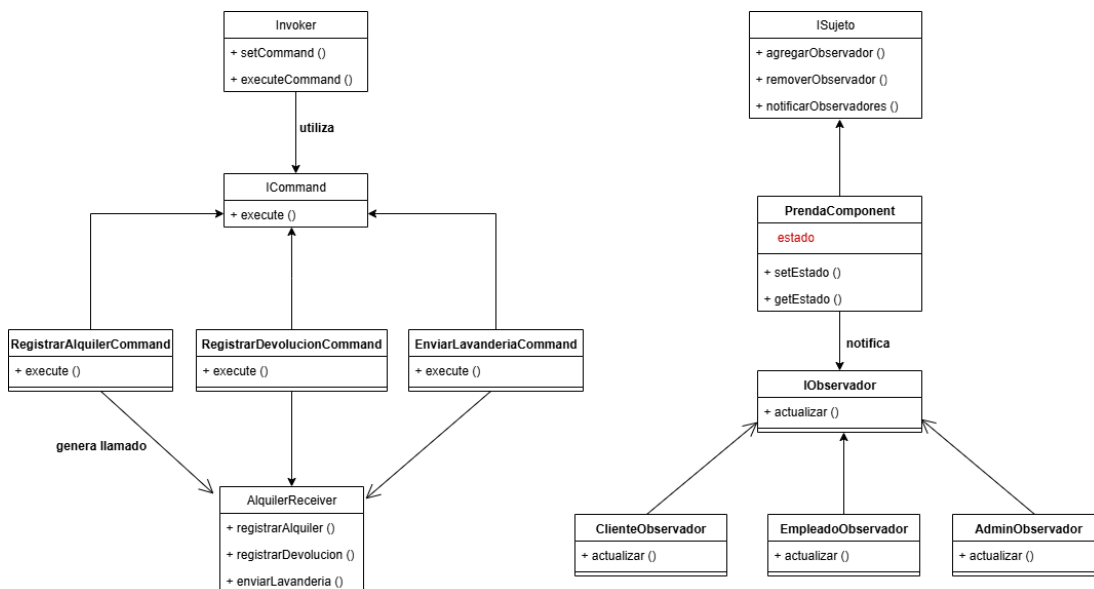 Invoker
+ setCommand ()
+ executeCommand ()
utiliza
ICommand
+ execute ()
RegistrarAlquilerCommand
+ execute ()
RegistrarDevolucionCommand
+ execute ()
EnviarLavanderiaCommand
+ execute ()
genera llamado
AlquilerReceiver
+ registrarAlquiler ()
+ registrarDevolucion ()
+ enviarLavanderia ()
ISujeto
+ agregarObservador ()
+ removerObservador ()
+ notificarObservadores ()
PrendaComponent
estado
+ setEstado ()
+ getEstado ()
notifica
IObservador
+ actualizar ()
ClienteObservador
+ actualizar ()
EmpleadoObservador
+ actualizar ()
AdminObservador
+ actualizar ()